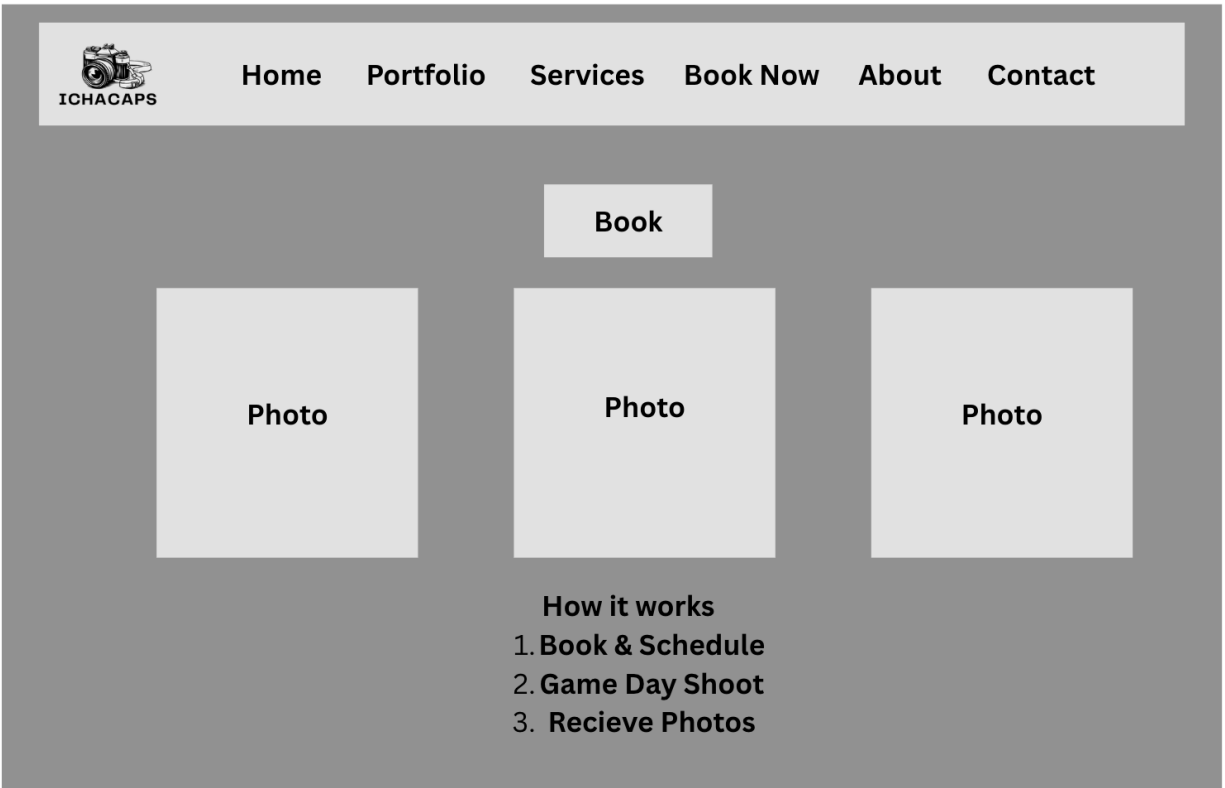 ICHACAPS
Home Portfolio Services Book Now About Contact
Book
Photo Photo Photo
How it works
1. Book & Schedule
2. Game Day Shoot
3. Recieve Photos